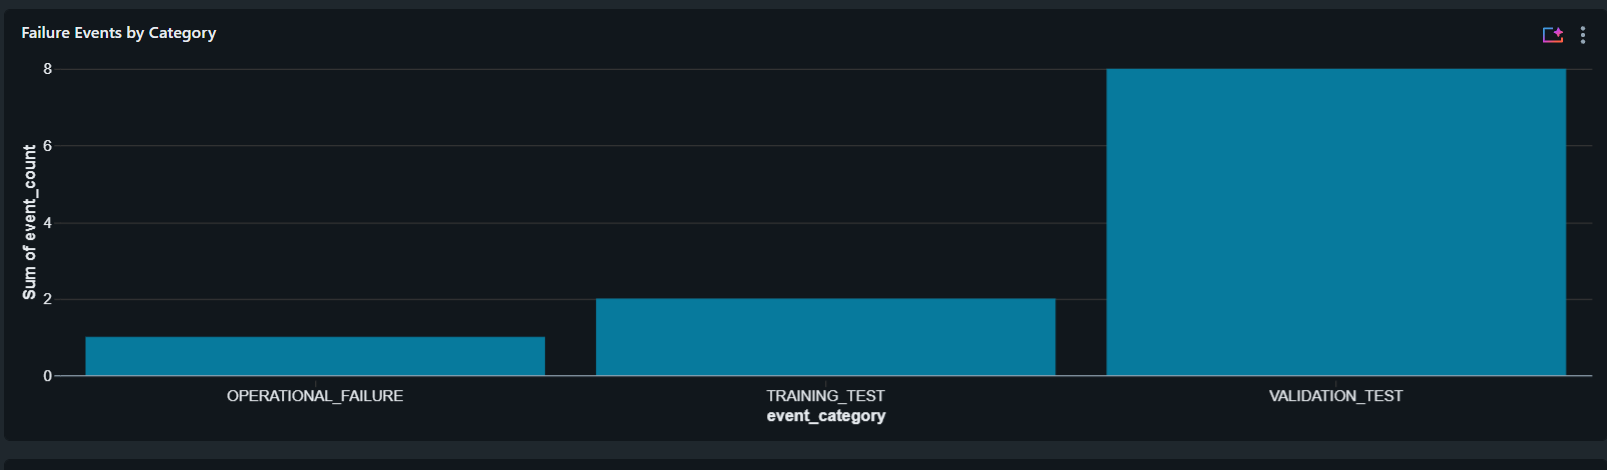 Failure Events by Category
8
6
4
2
0
Sum of event_count
OPERATIONAL_FAILURE
TRAINING_TEST
VALIDATION_TEST
event_category